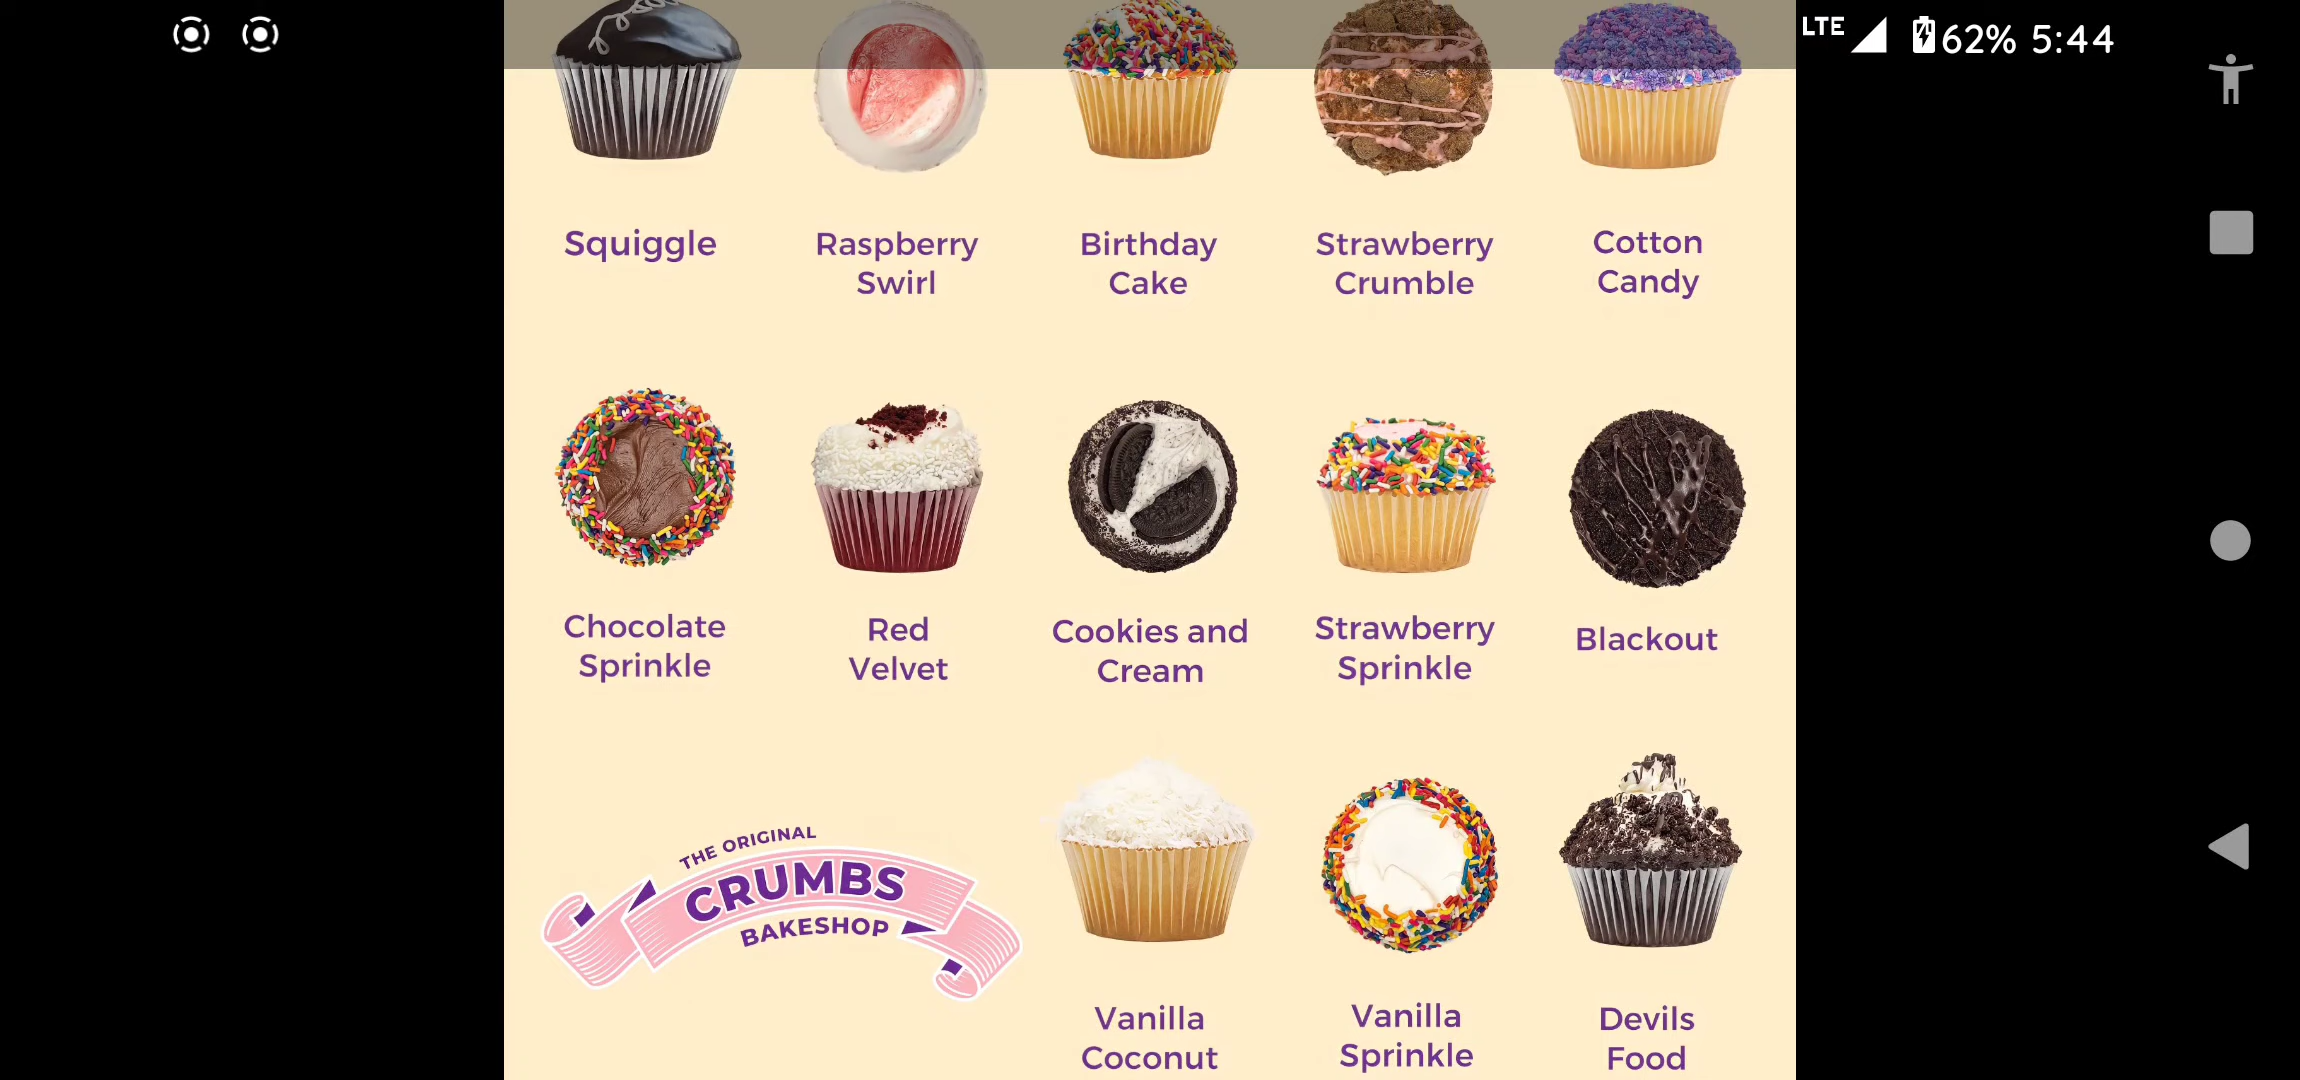 LTE 62% 5:44
Squiggle
Raspberry
Swirl
Birthday
Cake
Strawberry
Crumble
Cotton
Candy
Chocolate
Sprinkle
Red
Velvet
Cookies and
Cream
Strawberry
Sprinkle
Blackout
THE ORIGINAL
CRUMBS
BAKESHOP
Vanilla
Coconut
Vanilla
Sprinkle
Devils
Food